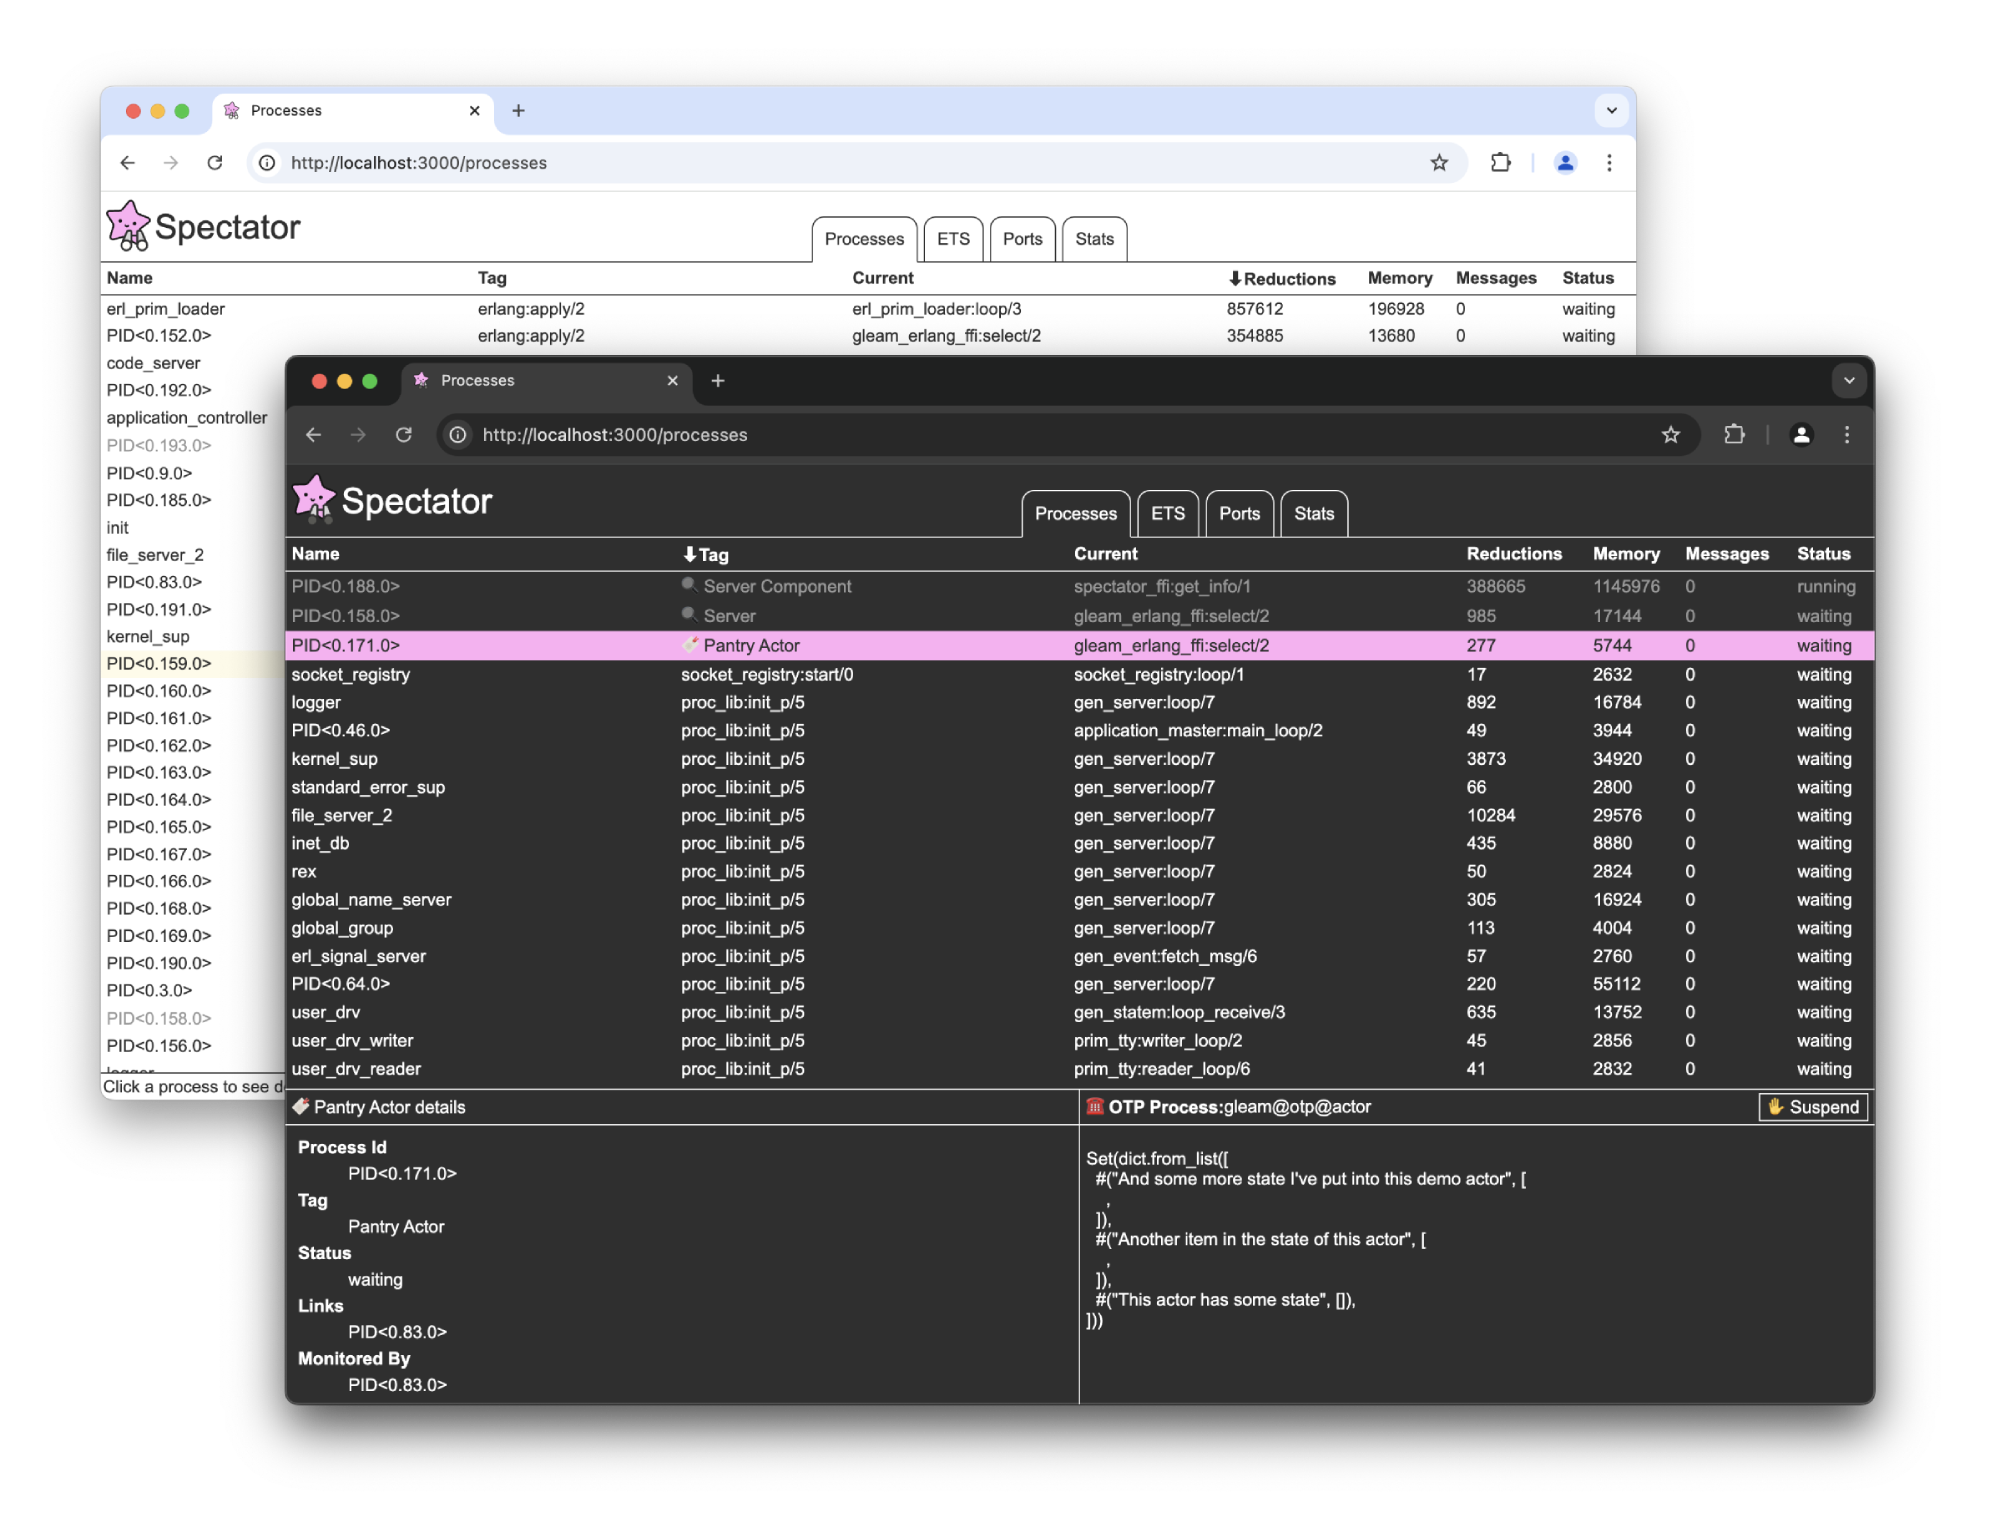 Processes
http://localhost:3000/processes
Spectator
Processes ETS Ports Stats
Name Tag Current Reductions Memory Messages Status
erl_prim_loader erlang:apply/2 erl_prim_loader:loop/3 857612 196928 0 waiting
PID<0.152.0> erlang:apply/2 gleam_erlang_ffi:select/2 354885 13680 0 waiting
code_server
PID<0.192.0>
application_controller
PID<0.193.0>
PID<0.9.0>
PID<0.185.0>
init
file_server_2
PID<0.83.0>
PID<0.191.0>
kernel_sup
PID<0.159.0>
PID<0.160.0>
PID<0.161.0>
PID<0.162.0>
PID<0.163.0>
PID<0.164.0>
PID<0.165.0>
PID<0.167.0>
PID<0.166.0>
PID<0.168.0>
PID<0.169.0>
PID<0.190.0>
PID<0.3.0>
PID<0.158.0>
PID<0.156.0>
logger
Click a process to see d
Processes
http://localhost:3000/processes
Spectator
Processes ETS Ports Stats
Name Tag Current Reductions Memory Messages Status
PID<0.188.0> Server Component spectator_ffi:get_info/1 388665 1145976 0 running
PID<0.158.0> Server gleam_erlang_ffi:select/2 985 17144 0 waiting
PID<0.171.0> Pantry Actor gleam_erlang_ffi:select/2 277 5744 0 waiting
socket_registry socket_registry:start/0 socket_registry:loop/1 17 2632 0 waiting
logger proc_lib:init_p/5 gen_server:loop/7 892 16784 0 waiting
PID<0.46.0> proc_lib:init_p/5 application_master:main_loop/2 49 3944 0 waiting
kernel_sup proc_lib:init_p/5 gen_server:loop/7 3873 34920 0 waiting
standard_error_sup proc_lib:init_p/5 gen_server:loop/7 66 2800 0 waiting
file_server_2 proc_lib:init_p/5 gen_server:loop/7 10284 29576 0 waiting
inet_db proc_lib:init_p/5 gen_server:loop/7 435 8880 0 waiting
rex proc_lib:init_p/5 gen_server:loop/7 50 2824 0 waiting
global_name_server proc_lib:init_p/5 gen_server:loop/7 305 16924 0 waiting
global_group proc_lib:init_p/5 gen_server:loop/7 113 4004 0 waiting
erl_signal_server proc_lib:init_p/5 gen_event:fetch_msg/6 57 2760 0 waiting
PID<0.64.0> proc_lib:init_p/5 gen_server:loop/7 220 55112 0 waiting
user_drv proc_lib:init_p/5 gen_statem:loop_receive/3 635 13752 0 waiting
user_drv_writer proc_lib:init_p/5 prim_tty:writer_loop/2 45 2856 0 waiting
user_drv_reader proc_lib:init_p/5 prim_tty:reader_loop/6 41 2832 0 waiting
Pantry Actor details
Process Id
PID<0.171.0>
Tag
Pantry Actor
Status
waiting
Links
PID<0.83.0>
Monitored By
PID<0.83.0>
OTP Process:gleam@otp@actor
Suspend
Set(dict.from_list([
#("And some more state I've put into this demo actor", [
,
]),
#("Another item in the state of this actor", [
,
]),
#("This actor has some state", []),
]))